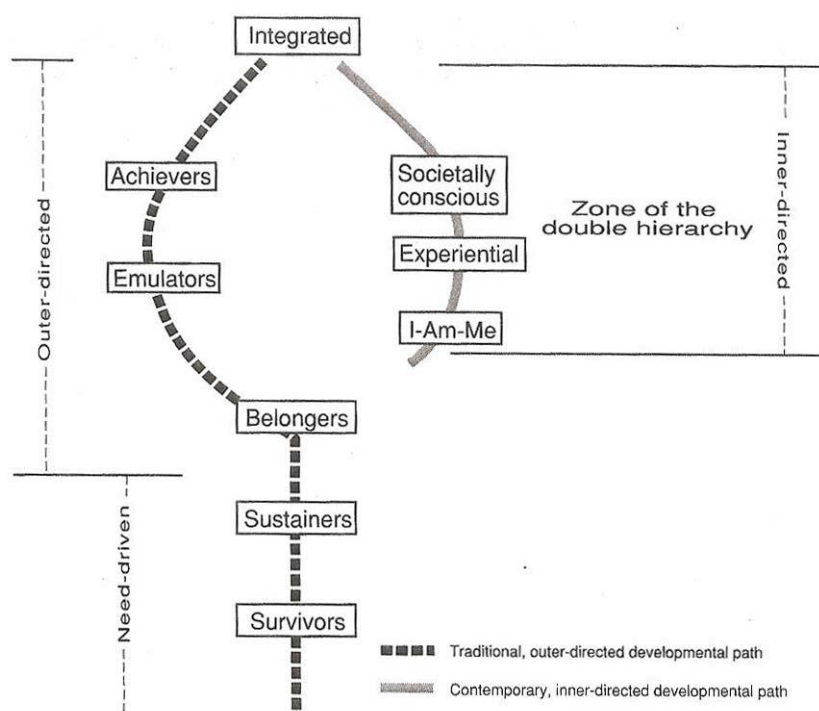 Integrated
Achievers
Societally
conscious
Zone of the
double hierarchy
Inner-directed
Emulators
Experiential
Outer-directed
I-Am-Me
Belongers
Sustainers
Need-driven
Survivors
Traditional, outer-directed developmental path
Contemporary, inner-directed developmental path